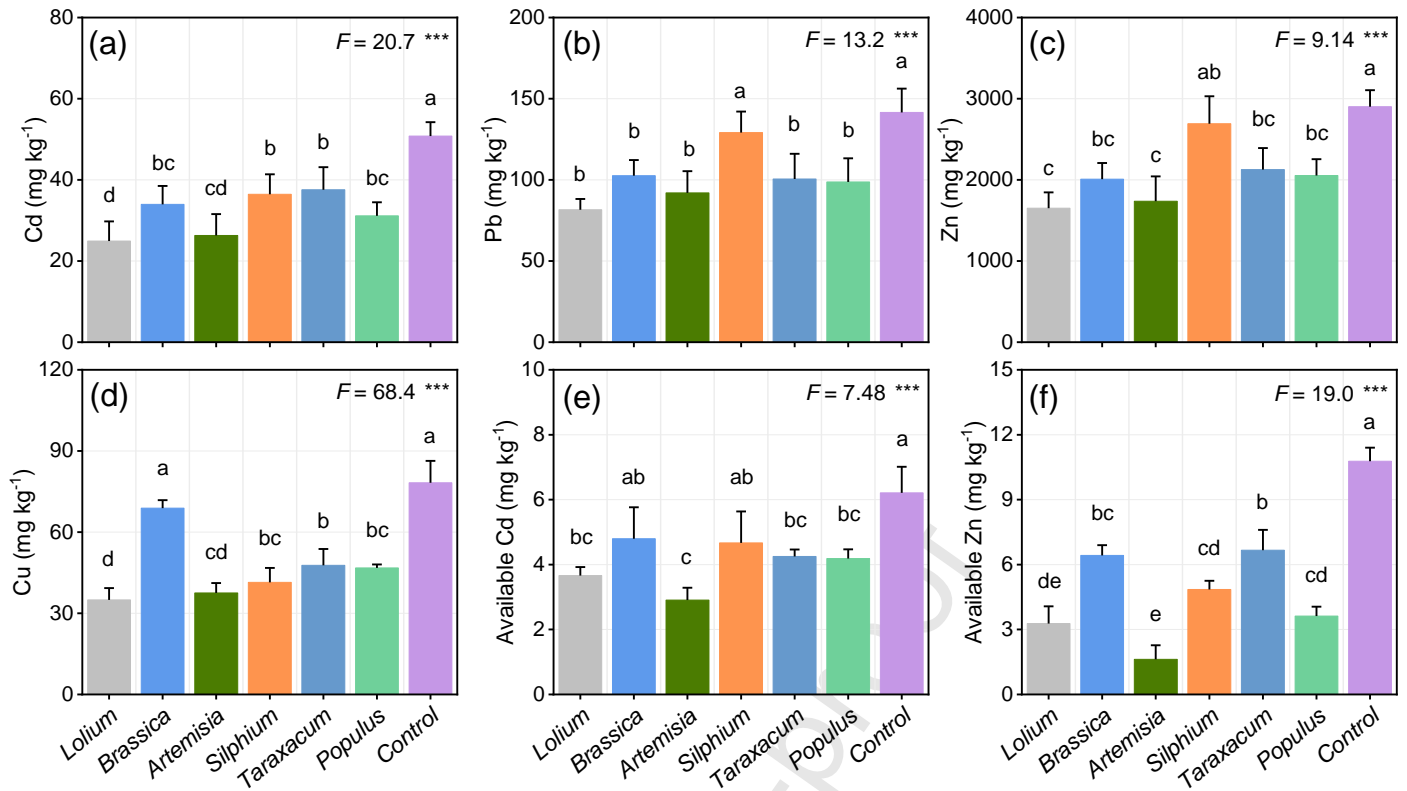 (a)
F = 20.7 ***
80
60
40
20
0
Cd (mg kg-1)
d
bc
cd
b
b
bc
a
(b)
F = 13.2 ***
200
150
100
50
0
Pb (mg kg-1)
b
b
b
a
b
b
a
(c)
F = 9.14 ***
4000
3000
2000
1000
0
Zn (mg kg-1)
c
bc
c
ab
bc
bc
a
(d)
F = 68.4 ***
120
90
60
30
0
Cu (mg kg-1)
d
a
cd
bc
b
bc
a
Lolium
Brassica
Artemisia
Silphium
Taraxacum
Populus
Control
(e)
F = 7.48 ***
10
8
6
4
2
0
Available Cd (mg kg-1)
bc
ab
c
ab
bc
bc
a
Lolium
Brassica
Artemisia
Silphium
Taraxacum
Populus
Control
(f)
F = 19.0 ***
15
12
9
6
3
0
Available Zn (mg kg-1)
de
bc
e
cd
b
cd
a
Lolium
Brassica
Artemisia
Silphium
Taraxacum
Populus
Control